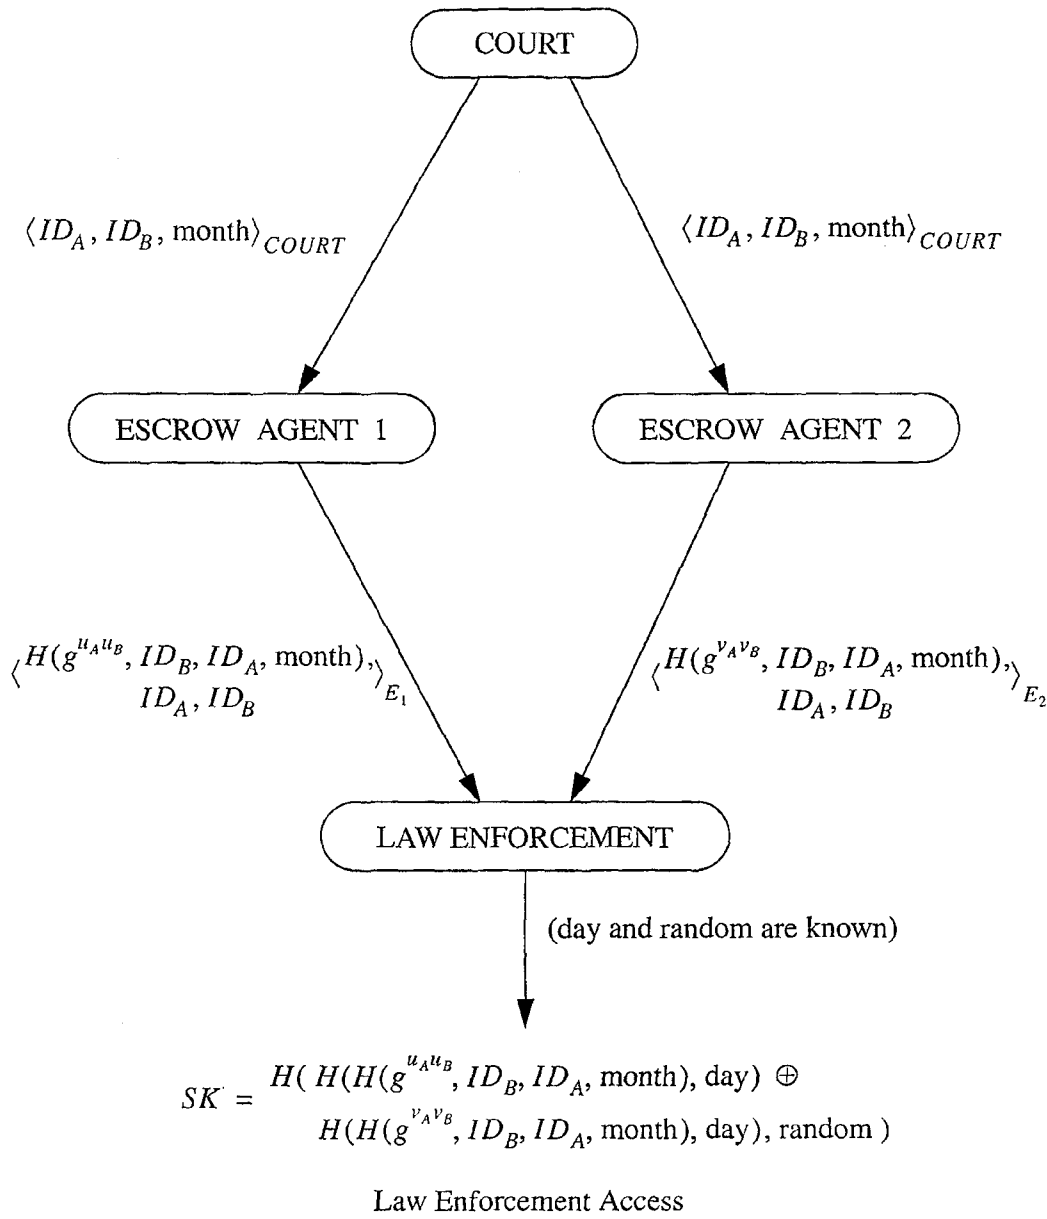 COURT
⟨ID_A, ID_B, month⟩_COURT
⟨ID_A, ID_B, month⟩_COURT
ESCROW AGENT 1
ESCROW AGENT 2
⟨H(g^{u_A u_B}, ID_B, ID_A, month),
ID_A, ID_B⟩_{E_1}
⟨H(g^{v_A v_B}, ID_B, ID_A, month),
ID_A, ID_B⟩_{E_2}
LAW ENFORCEMENT
(day and random are known)
SK = H( H(H(g^{u_A u_B}, ID_B, ID_A, month), day) ⊕
H(H(g^{v_A v_B}, ID_B, ID_A, month), day), random )
Law Enforcement Access